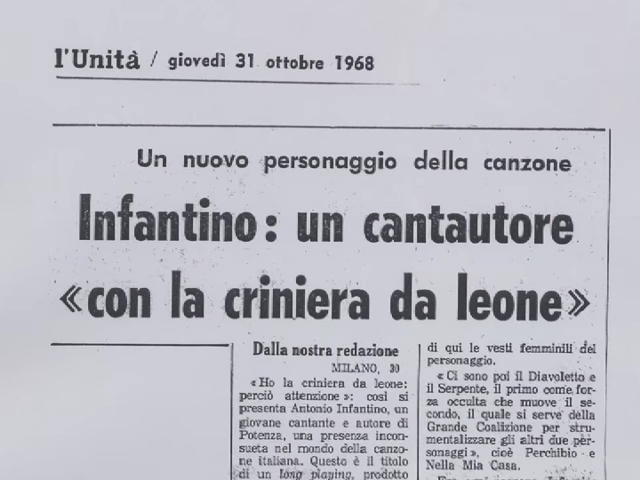 l'Unità / giovedì 31 ottobre 1968
Un nuovo personaggio della canzone
Infantino: un cantautore
«con la criniera da leone»
Dalla nostra redazione
MILANO, 30
«Ho la criniera da leone:
perciò attenzione»: così si
presenta Antonio Infantino, un
giovane cantante e autore di
Potenza, una presenza incon-
sueta nel mondo della canzo-
ne italiana. Questo è il titolo
di un long playing, prodotto
di qui le vesti femminili del
personaggio.
«Ci sono poi il Diavoletto e
il Serpente, il primo come for-
za occulta che muove il se-
condo, il quale si serve della
Grande Coalizione per stru-
mentalizzare gli altri due per-
sonaggi», cioè Perchibio e
Nella Mia Casa.